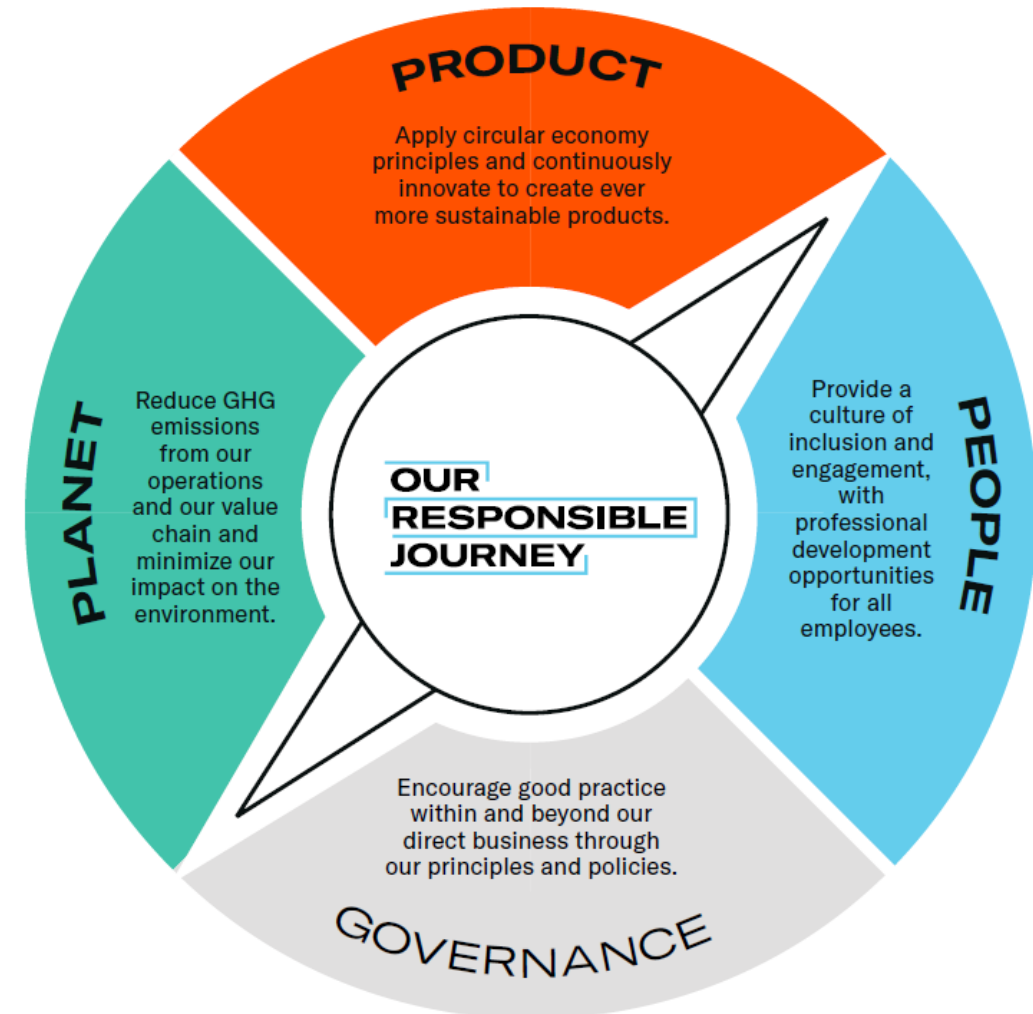 PRODUCT
Apply circular economy
principles and continuously
innovate to create ever
more sustainable products.
PLANET
Reduce GHG
emissions
from our
operations
and our value
chain and
minimize our
impact on the
environment.
OUR
RESPONSIBLE
JOURNEY
Provide a
culture of
inclusion and
engagement,
with
professional
development
opportunities
for all
employees.
PEOPLE
Encourage good practice
within and beyond our
direct business through
our principles and policies.
GOVERNANCE